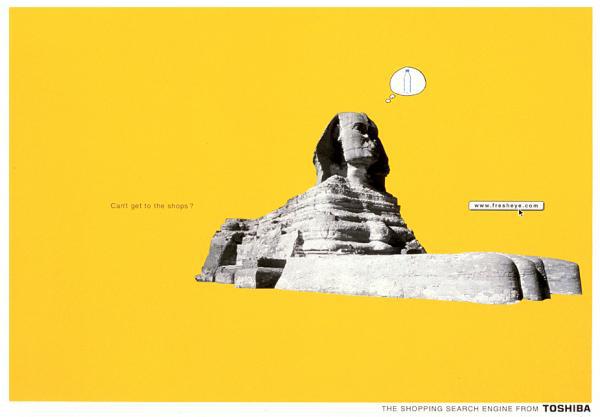 Can't get to the shops?
www.fresheye.com
THE SHOPPING SEARCH ENGINE FROM TOSHIBA